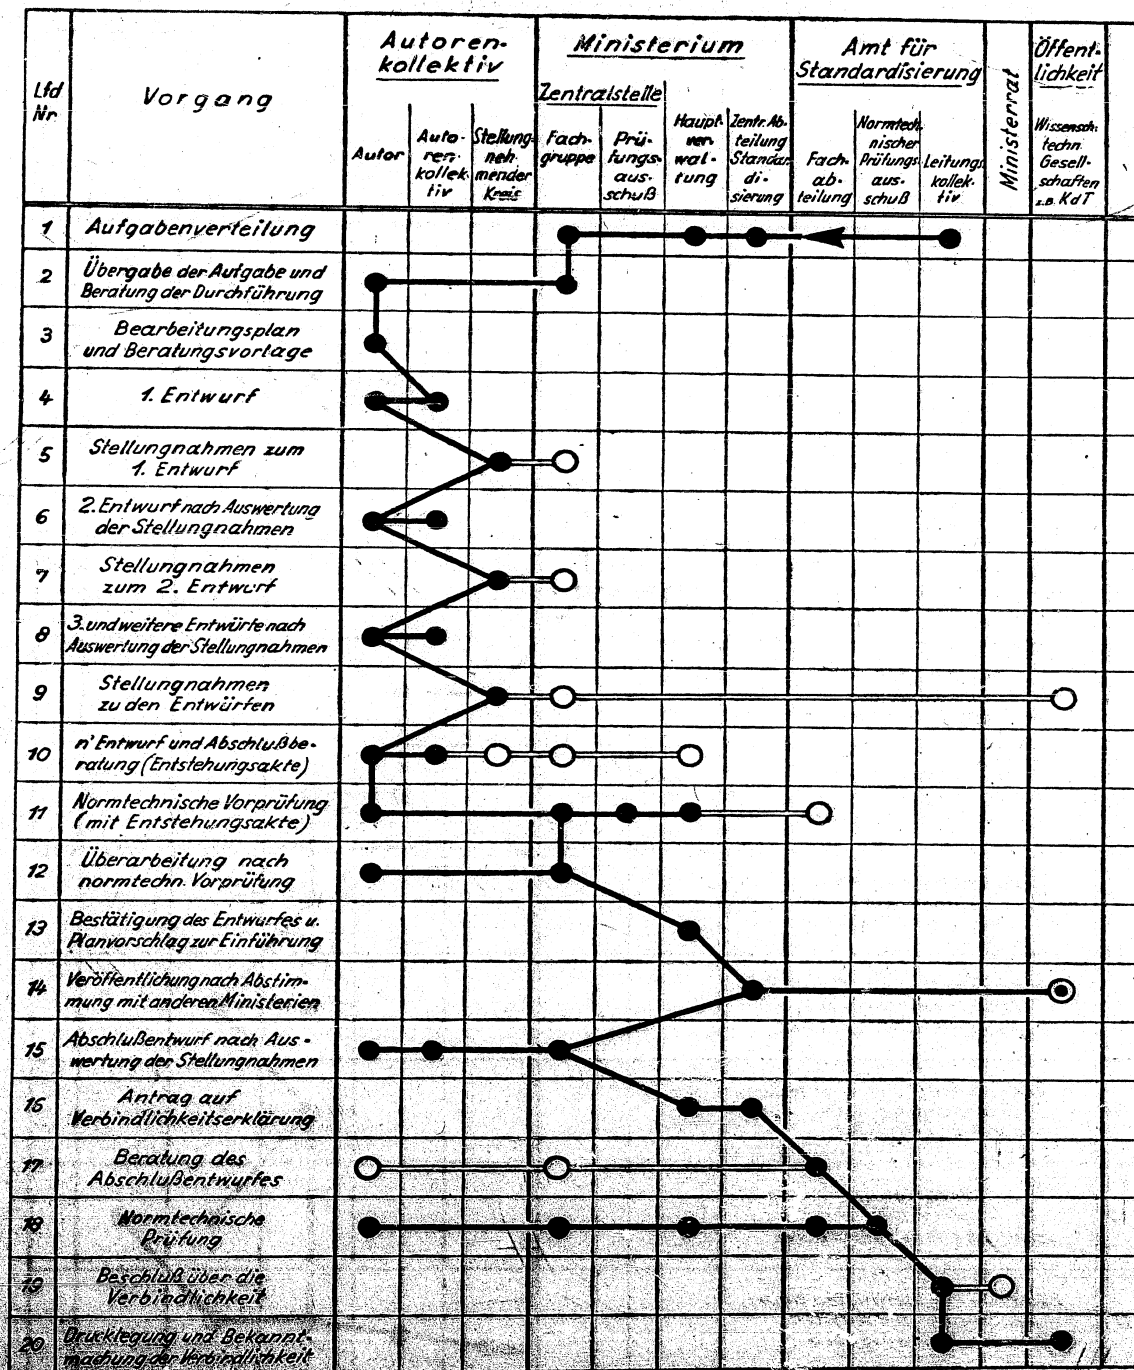 Lfd
Nr
Vorgang
Autoren-
kollektiv
Ministerium
Amt für
Standardisierung
Ministerrat
Öffent-
lichkeit
Zentralstelle
Autor
Auto-
ren-
kollek-
tiv
Stellung-
neh-
mender
Kreis
Fach-
gruppe
Prü-
fungs-
aus-
schuß
Haupt-
ver-
wal-
tung
Zentr. Ab-
teilung
Standar-
di-
sierung
Fach-
ab-
teilung
Normtech-
nischer
Prüfungs-
aus-
schuß
Leitungs-
kollek-
tiv
Wissensch.
techn.
Gesell-
schaften
z.B. KdT
1 Aufgabenverteilung
2 Übergabe der Aufgabe und
Beratung der Durchführung
3 Bearbeitungsplan
und Beratungsvorlage
4 1. Entwurf
5 Stellungnahmen zum
1. Entwurf
6 2. Entwurf nach Auswertung
der Stellungnahmen
7 Stellungnahmen
zum 2. Entwurf
8 3. und weitere Entwürfe nach
Auswertung der Stellungnahmen
9 Stellungnahmen
zu den Entwürfen
10 n' Entwurf und Abschlußbe-
ratung (Entstehungsakte)
11 Normtechnische Vorprüfung
(mit Entstehungsakte)
12 Überarbeitung nach
normtechn. Vorprüfung
13 Bestätigung des Entwurfes u.
Planvorschlag zur Einführung
14 Veröffentlichung nach Abstim-
mung mit anderen Ministerien
15 Abschlußentwurf nach Aus-
wertung der Stellungnahmen
16 Antrag auf
Verbindlichkeitserklärung
17 Beratung des
Abschlußentwurfes
18 Normtechnische
Prüfung
19 Beschluß über die
Verbindlichkeit
20 Drucklegung und Bekannt-
machung der Verbindlichkeit